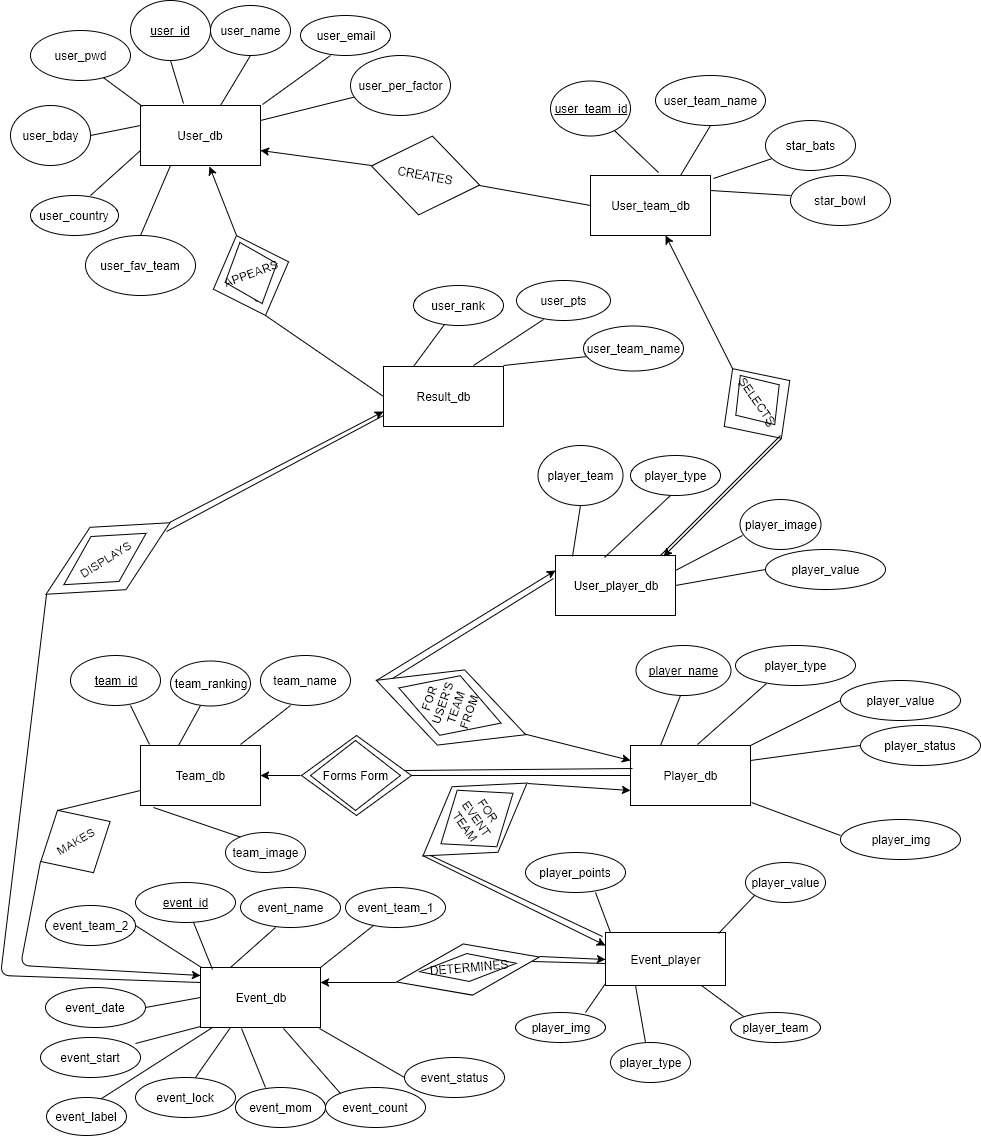 user_id
user_name
user_email
user_pwd
user_per_factor
user_bday
User_db
user_country
user_fav_team
CREATES
user_team_id
user_team_name
star_bats
star_bowl
User_team_db
APPEARS
user_rank
user_pts
user_team_name
Result_db
SELECTS
player_team
player_type
player_image
player_value
User_player_db
DISPLAYS
team_id
team_ranking
team_name
Team_db
team_image
FOR
USER'S
TEAM
FROM
player_name
player_type
player_value
player_status
Player_db
player_img
Forms Form
FOR
EVENT
TEAM
MAKES
player_points
player_value
Event_player
player_img
player_type
player_team
DETERMINES
event_id
event_name
event_team_1
event_team_2
Event_db
event_date
event_start
event_label
event_lock
event_mom
event_count
event_status